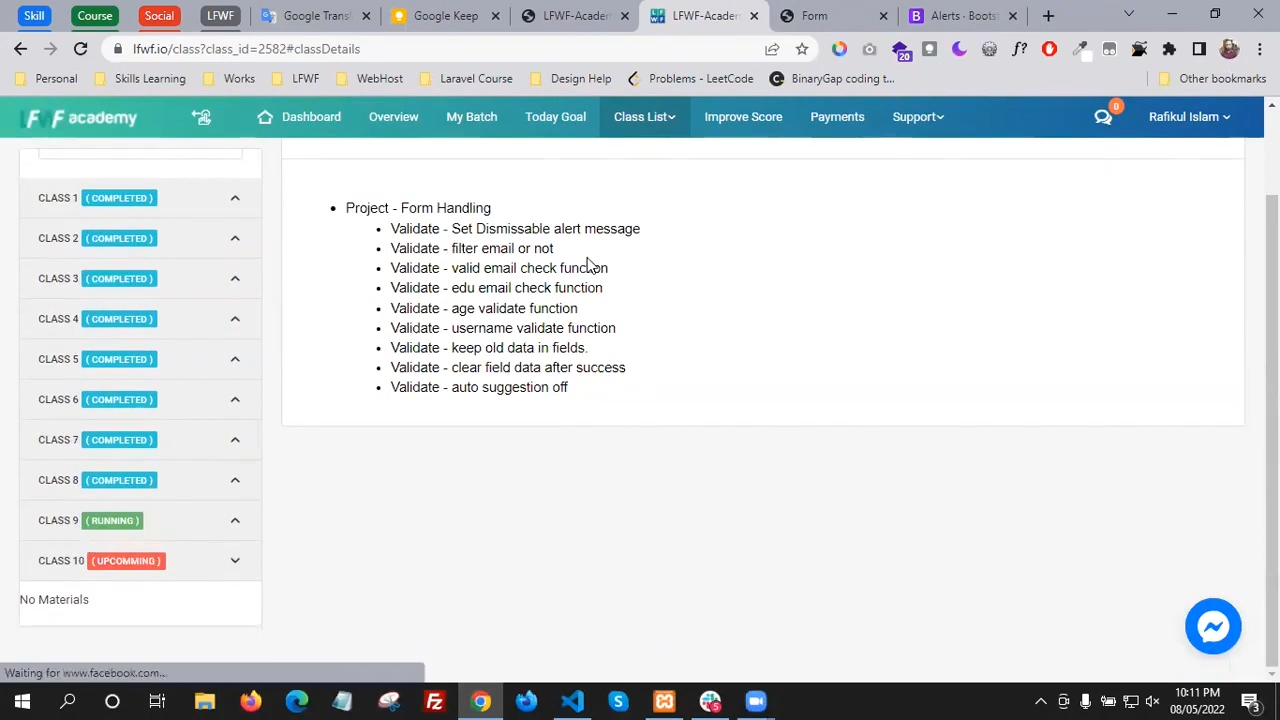 Skill
Course
Social
LFWF
Google Trans
Google Keep
LFWF-Academ
LFWF-Academ
Form
Alerts · Boots
lfwf.io/class?class_id=2582#classDetails
20
f?
Personal
Skills Learning
Works
LFWF
WebHost
Laravel Course
Design Help
Problems - LeetCode
BinaryGap coding t...
Other bookmarks
LFWF academy
Dashboard
Overview
My Batch
Today Goal
Class List
Improve Score
Payments
Support
0
Rafikul Islam
CLASS 1 ( COMPLETED )
CLASS 2 ( COMPLETED )
CLASS 3 ( COMPLETED )
CLASS 4 ( COMPLETED )
CLASS 5 ( COMPLETED )
CLASS 6 ( COMPLETED )
CLASS 7 ( COMPLETED )
CLASS 8 ( COMPLETED )
CLASS 9 ( RUNNING )
CLASS 10 ( UPCOMMING )
No Materials
• Project - Form Handling
• Validate - Set Dismissable alert message
• Validate - filter email or not
• Validate - valid email check function
• Validate - edu email check function
• Validate - age validate function
• Validate - username validate function
• Validate - keep old data in fields.
• Validate - clear field data after success
• Validate - auto suggestion off
Waiting for www.facebook.com...
10:11 PM
08/05/2022
3